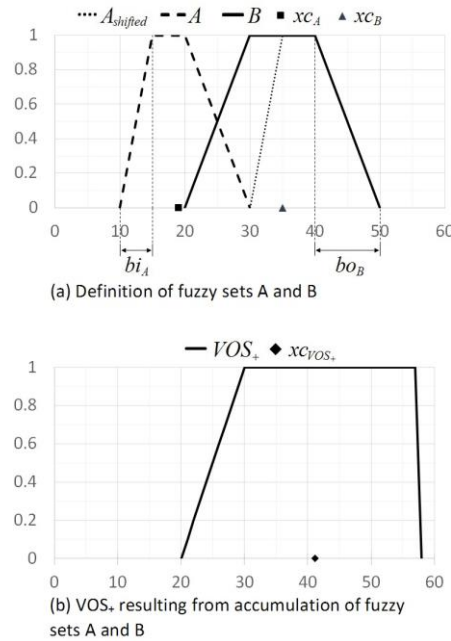 A_shifted A B xc_A xc_B
1
0.8
0.6
0.4
0.2
0
0 10 20 30 40 50 60
bi_A bo_B
(a) Definition of fuzzy sets A and B
VOS_+ xc_VOS_+
1
0.8
0.6
0.4
0.2
0
0 10 20 30 40 50 60
(b) VOS₊ resulting from accumulation of fuzzy
sets A and B